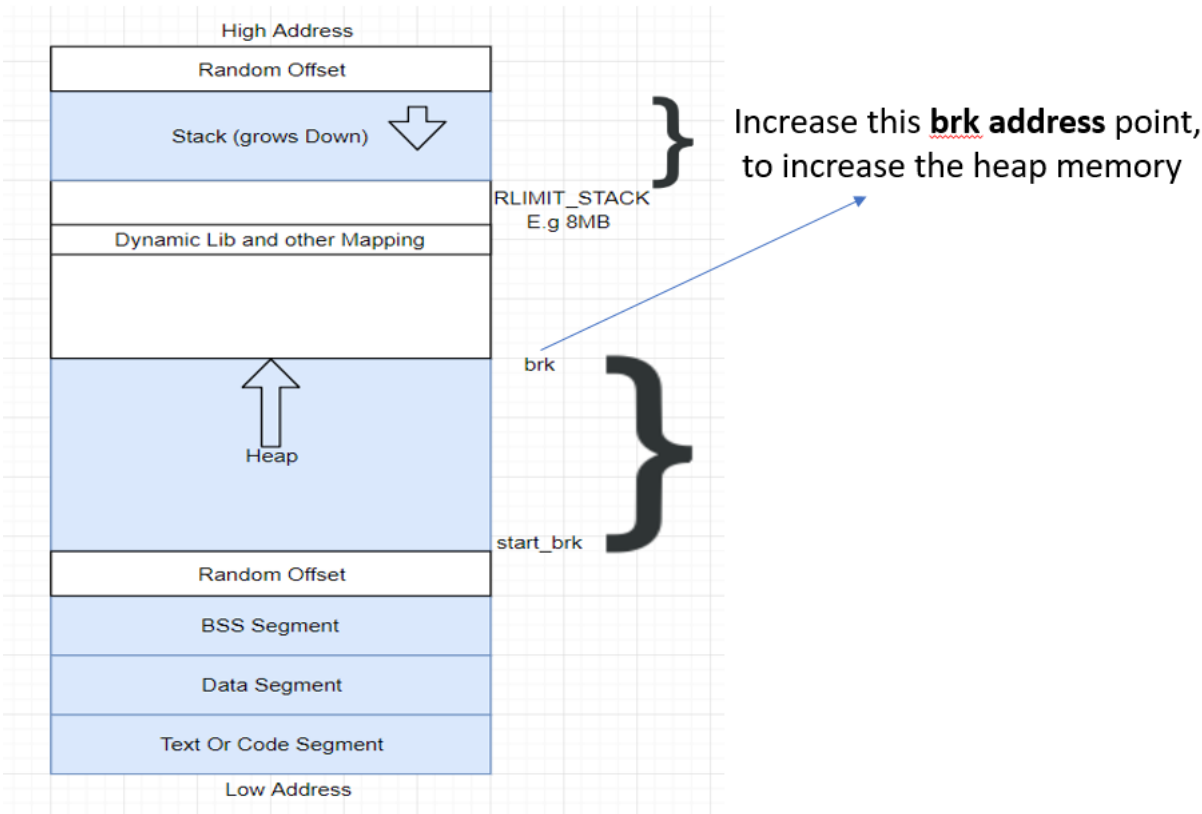 High Address
Random Offset
Stack (grows Down)
Increase this brk address point,
to increase the heap memory
RLIMIT_STACK
E.g 8MB
Dynamic Lib and other Mapping
brk
Heap
start_brk
Random Offset
BSS Segment
Data Segment
Text Or Code Segment
Low Address